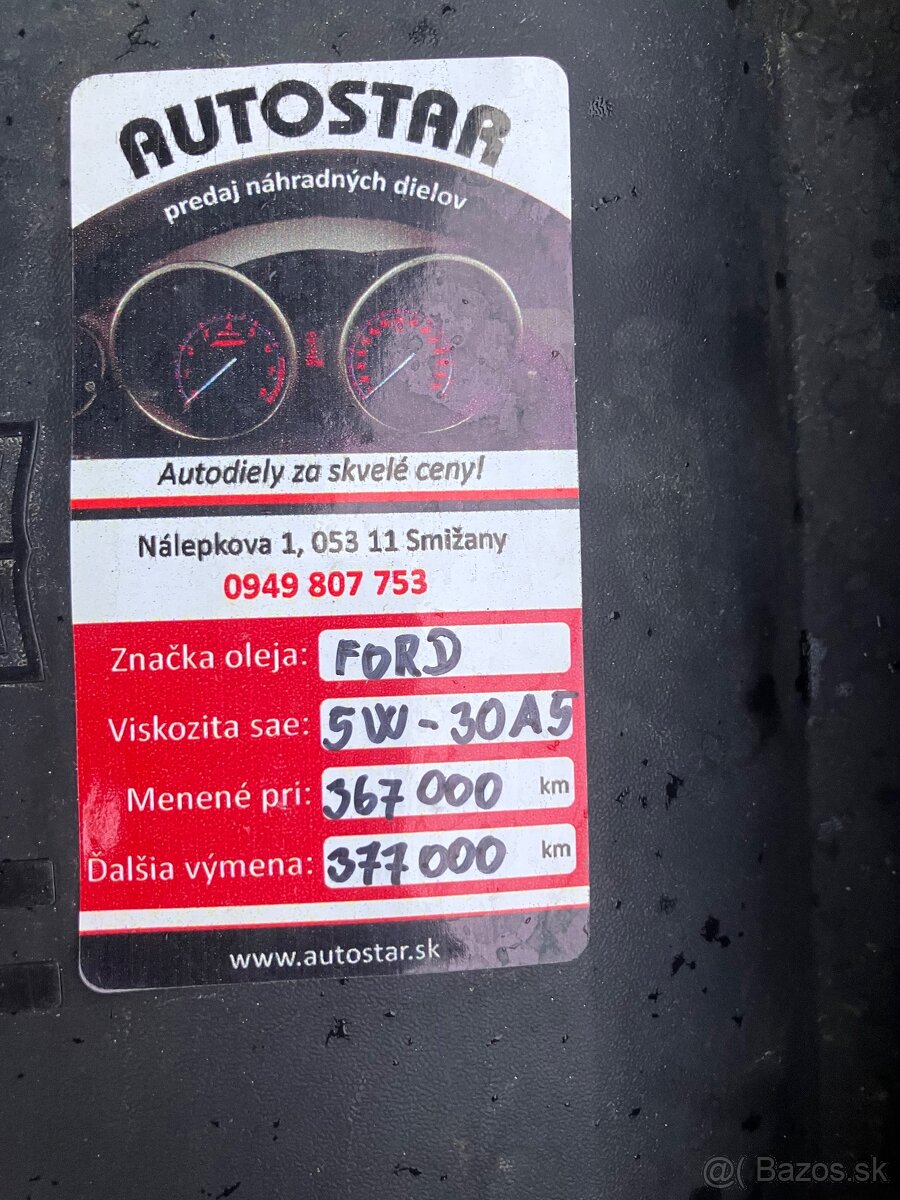 AUTOSTAR
predaj náhradných dielov
Autodiely za skvelé ceny!
Nálepkova 1, 053 11 Smižany
0949 807 753
Značka oleja: FORD
Viskozita sae: 5W-30A5
Menené pri: 367 000 km
Ďalšia výmena: 377 000 km
www.autostar.sk
@( Bazos.sk